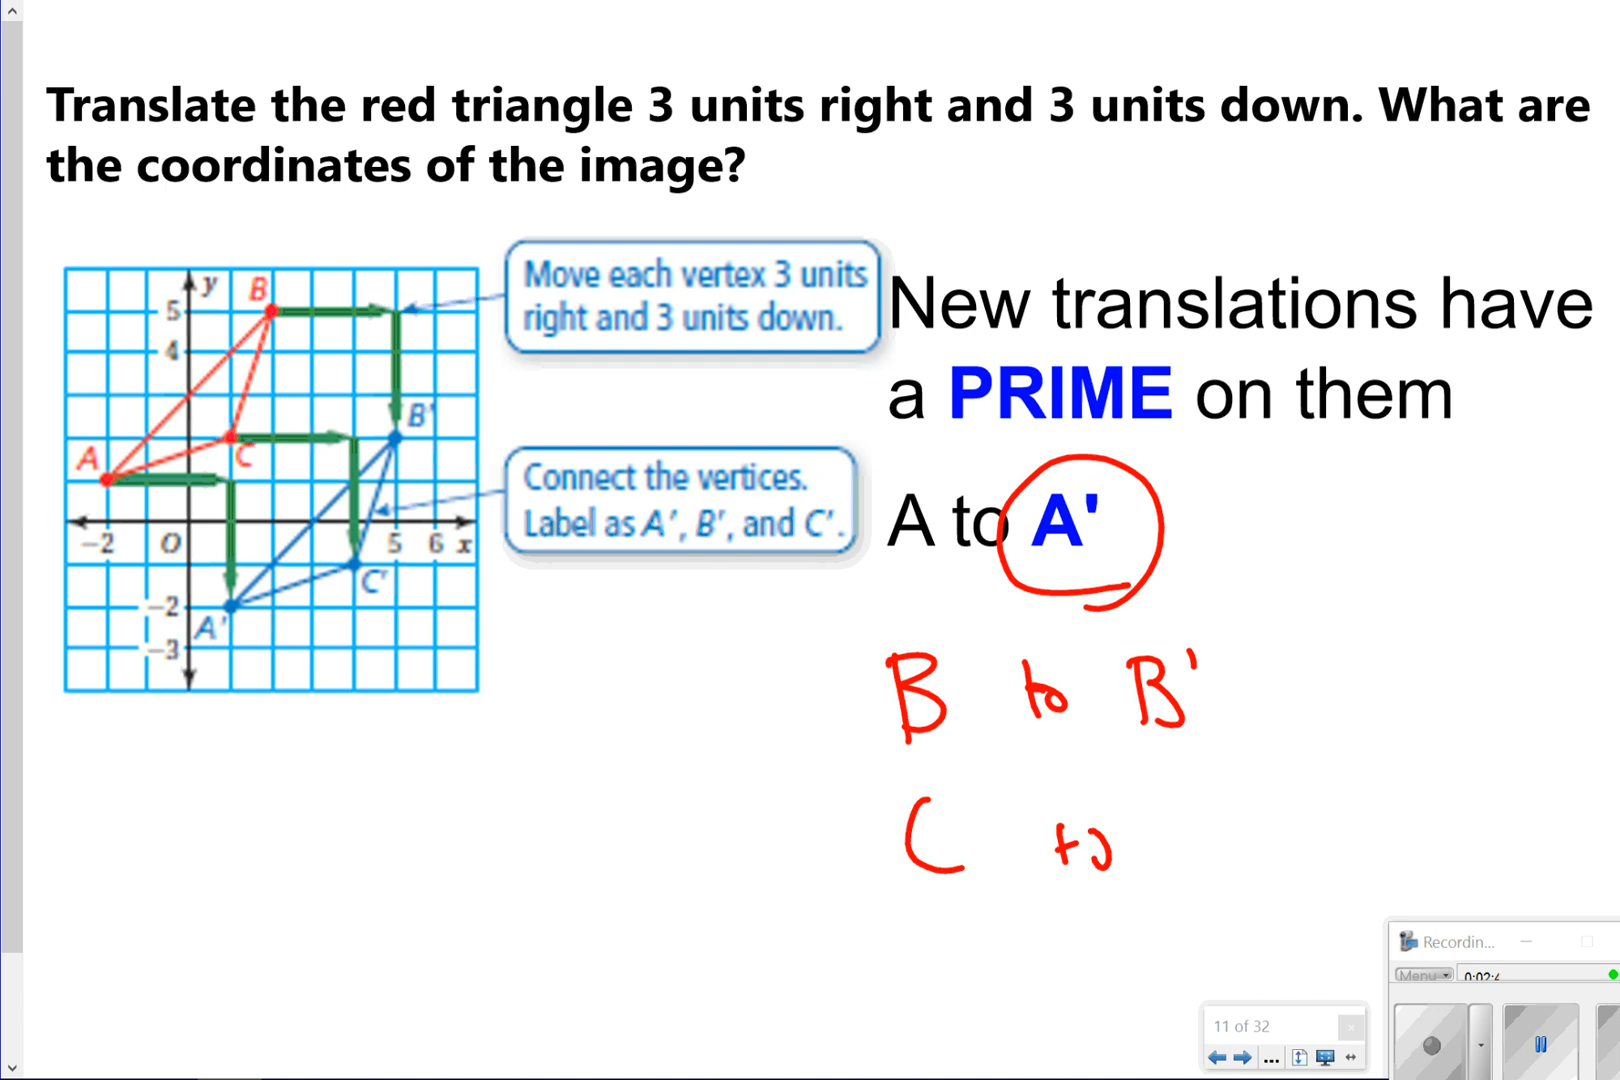 Translate the red triangle 3 units right and 3 units down. What are
the coordinates of the image?
y
B
5
4
B'
A
C
-2
O
5
6
x
C'
-2
A'
-3
Move each vertex 3 units
right and 3 units down.
Connect the vertices.
Label as A', B', and C'.
New translations have
a PRIME on them
A to A'
B to B'
C to
Recordin...
Menu
11 of 32
...